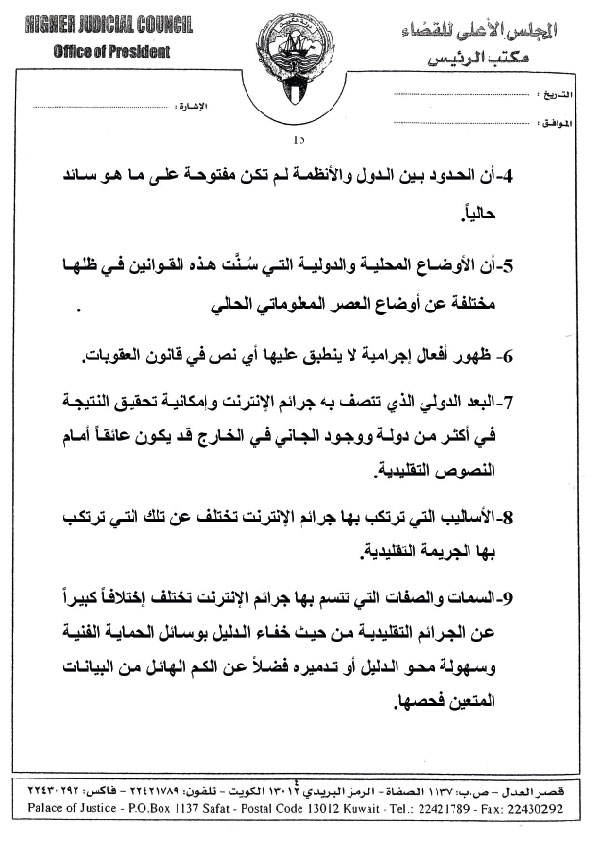 HIGHER JUDICIAL COUNCIL
Office of President
المجلس الأعلى للقضاء
مكتب الرئيس
التاريخ :
الموافق :
الإشارة :
15
4-أن الحدود بين الدول والأنظمة لم تكن مفتوحة على ما هو سائد
حالياً.
5-أن الأوضاع المحلية والدولية التي سُنَّت هذه القوانين في ظلها
مختلفة عن أوضاع العصر المعلوماتي الحالي .
6- ظهور أفعال إجرامية لا ينطبق عليها أي نص في قانون العقوبات.
7-البعد الدولي الذي تتصف به جرائم الإنترنت وإمكانية تحقيق النتيجة
في أكثر من دولة ووجود الجاني في الخارج قد يكون عائقاً أمام
النصوص التقليدية.
8-الأساليب التي ترتكب بها جرائم الإنترنت تختلف عن تلك التي ترتكب
بها الجريمة التقليدية.
9-السمات والصفات التي تتسم بها جرائم الإنترنت تختلف إختلافاً كبيراً
عن الجرائم التقليدية من حيث خفاء الدليل بوسائل الحماية الفنية
وسهولة محو الدليل أو تدميره فضلاً عن الكم الهائل من البيانات
المتعين فحصها.
قصر العدل - ص.ب: ١١٣٧ الصفاة - الرمز البريدي ١٣٠١٢ الكويت - تلفون: ٢٢٤٢١٧٨٩ - فاكس: ٢٢٤٣٠٢٩٢
Palace of Justice - P.O.Box 1137 Safat - Postal Code 13012 Kuwait - Tel.: 22421789 - Fax: 22430292